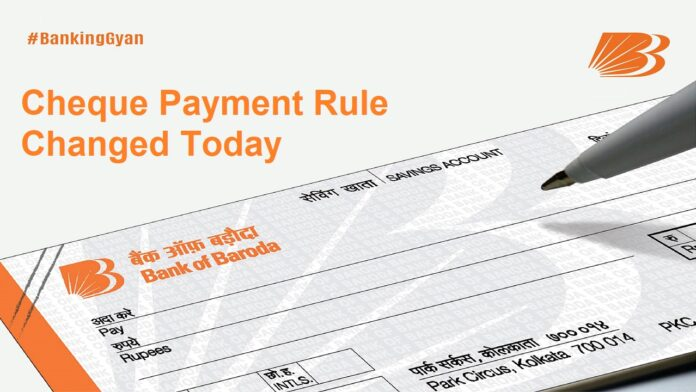 #BankingGyan
Cheque Payment Rule
Changed Today
सेविंग खाता SAVINGS ACCOUNT
बैंक ऑफ़ बड़ौदा
Bank of Baroda
अदा करें
Pay
रुपये
Rupees
खा.सं.
INTLS.
पार्क सर्कस, कोलकाता ७०० ०१४
Park Circus, Kolkata 700 014
PKC